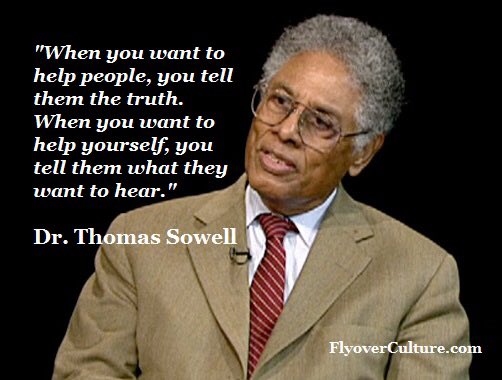 "When you want to
help people, you tell
them the truth.
When you want to
help yourself, you
tell them what they
want to hear."
Dr. Thomas Sowell
FlyoverCulture.com